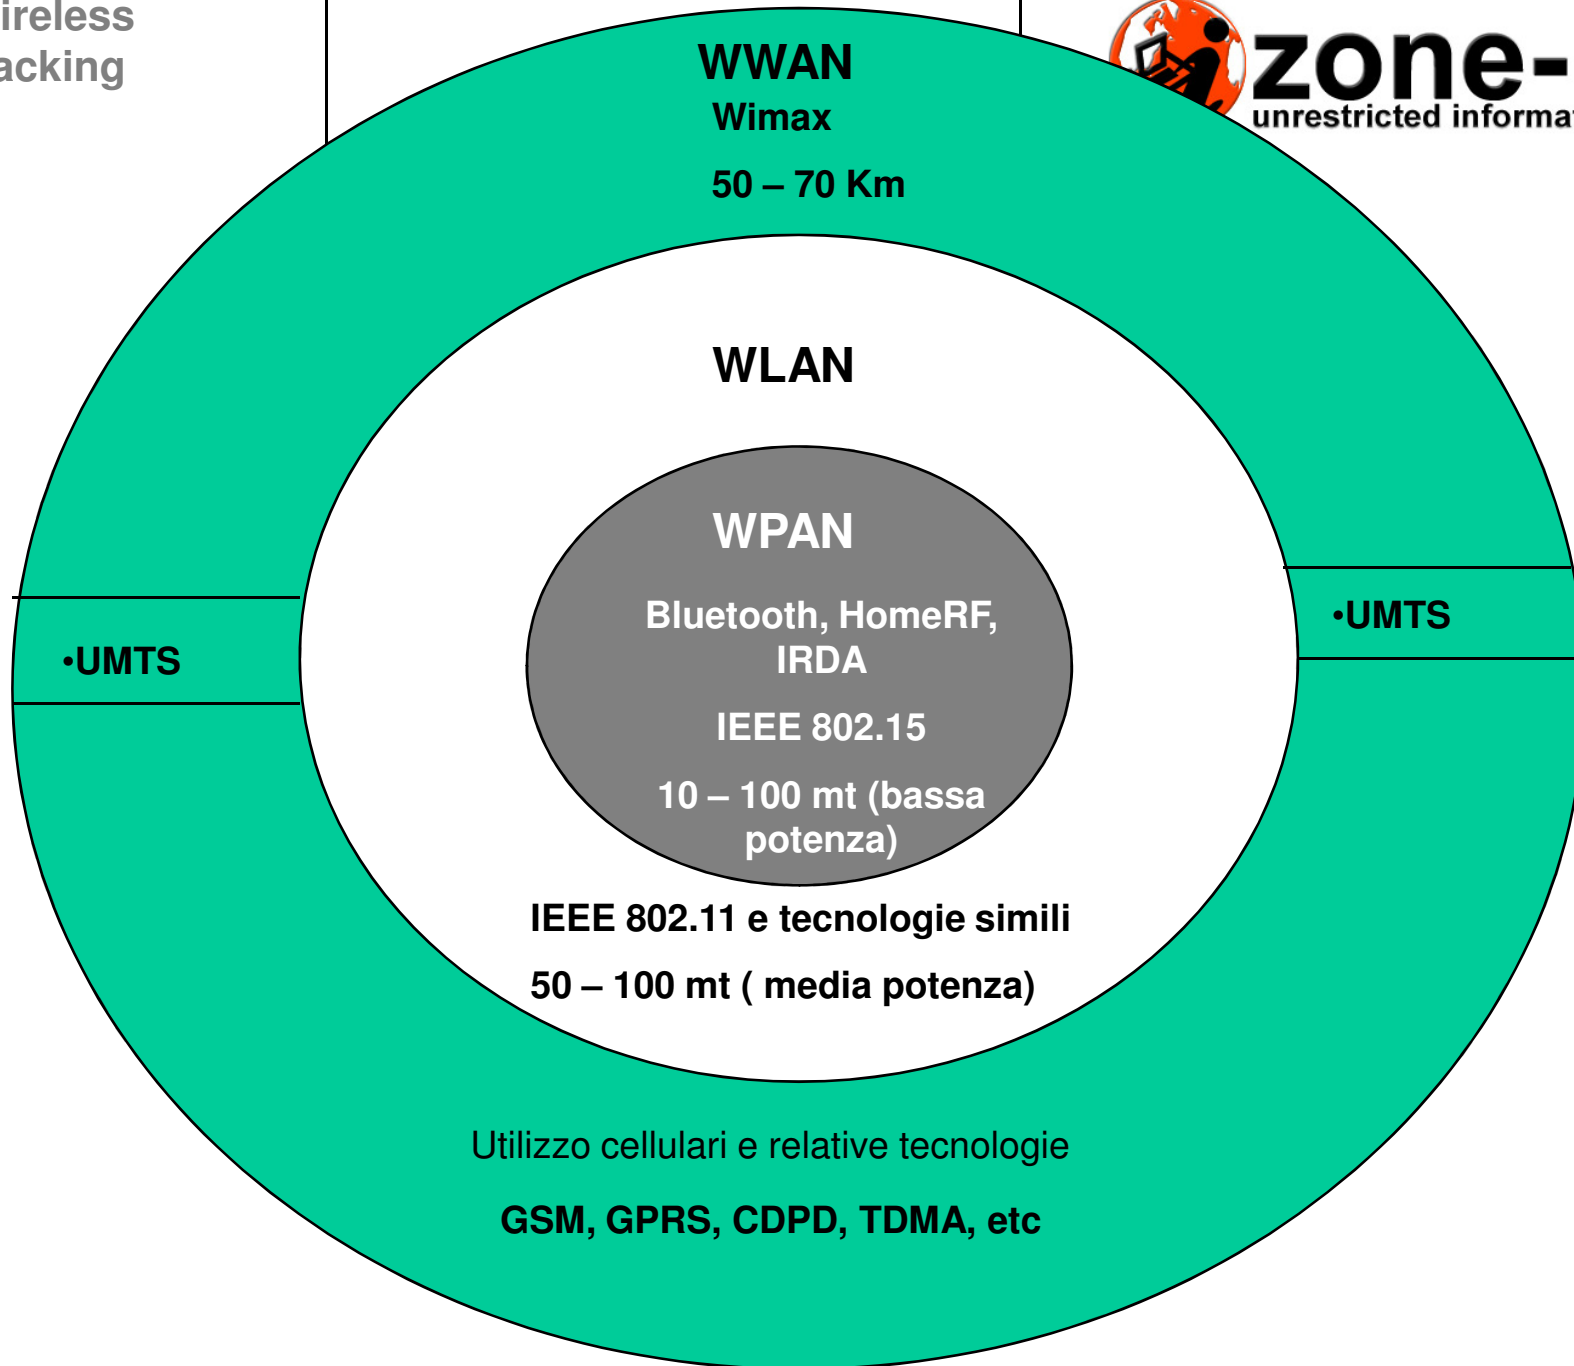 ireless
acking
zone-
unrestricted informa
WWAN
Wimax
50 – 70 Km
WLAN
WPAN
Bluetooth, HomeRF,
IRDA
IEEE 802.15
10 – 100 mt (bassa
potenza)
•UMTS
•UMTS
IEEE 802.11 e tecnologie simili
50 – 100 mt ( media potenza)
Utilizzo cellulari e relative tecnologie
GSM, GPRS, CDPD, TDMA, etc